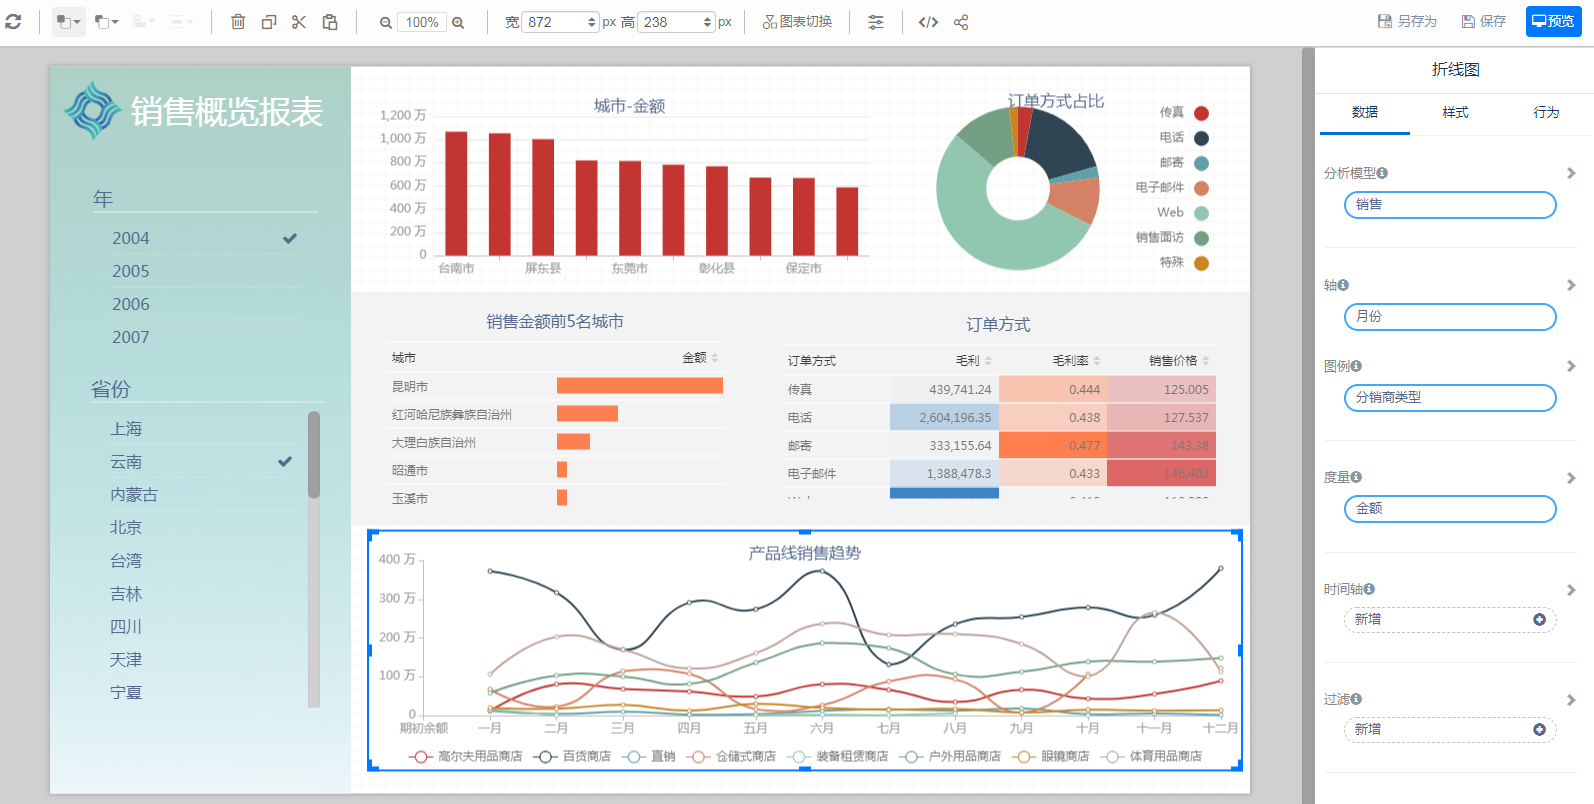 100%
宽 872 px 高 238 px
图表切换
另存为
保存
预览
销售概览报表
年
2004
2005
2006
2007
省份
上海
云南
内蒙古
北京
台湾
吉林
四川
天津
宁夏
城市-金额
1,200 万
1,000 万
800 万
600 万
400 万
200 万
0
台南市 屏东县 东莞市 彰化县 保定市
订单方式占比
传真
电话
邮寄
电子邮件
Web
销售面访
特殊
销售金额前5名城市
城市 金额
昆明市
红河哈尼族彝族自治州
大理白族自治州
昭通市
玉溪市
订单方式
订单方式 毛利 毛利率 销售价格
传真 439,741.24 0.444 125.005
电话 2,604,196.35 0.438 127.537
邮寄 333,155.64 0.477 143.38
电子邮件 1,388,478.3 0.433 146.403
产品线销售趋势
400 万
300 万
200 万
100 万
0
期初余额 一月 二月 三月 四月 五月 六月 七月 八月 九月 十月 十一月 十二月
高尔夫用品商店 百货商店 直销 仓储式商店 装备租赁商店 户外用品商店 眼镜商店 体育用品商店
折线图
数据 样式 行为
分析模型
销售
轴
月份
图例
分销商类型
度量
金额
时间轴
新增
过滤
新增